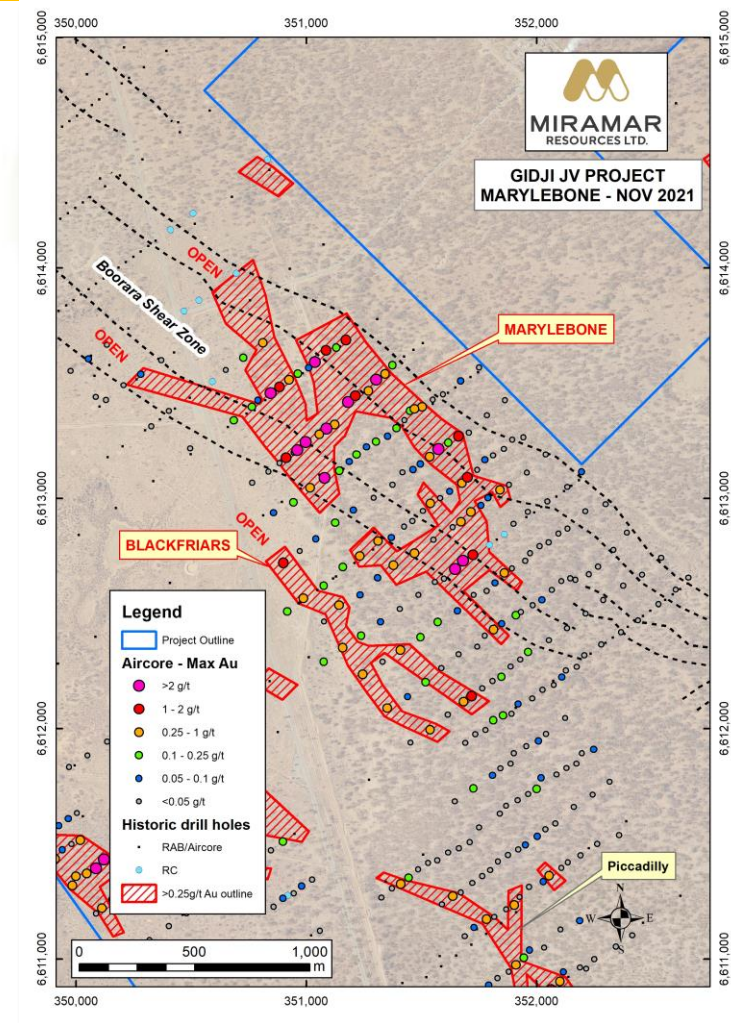 350,000
351,000
352,000
6,615,000
6,615,000
MIRAMAR
RESOURCES LTD.
GIDJI JV PROJECT
MARYLEBONE - NOV 2021
6,614,000
6,614,000
OPEN
Boorara Shear Zone
OPEN
MARYLEBONE
6,613,000
6,613,000
OPEN
BLACKFRIARS
Legend
Project Outline
Aircore - Max Au
>2 g/t
1 - 2 g/t
0.25 - 1 g/t
0.1 - 0.25 g/t
0.05 - 0.1 g/t
<0.05 g/t
Historic drill holes
RAB/Aircore
RC
>0.25g/t Au outline
6,612,000
6,612,000
Piccadilly
N
W
E
S
6,611,000
6,611,000
0
500
1,000
m
350,000
351,000
352,000